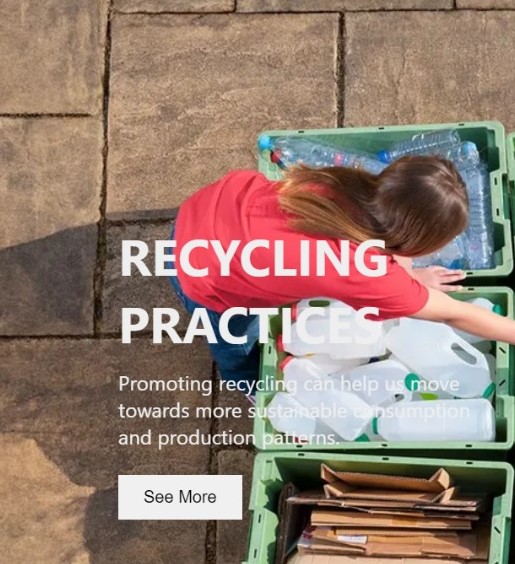 RECYCLING
PRACTICES
Promoting recycling can help us move
towards more sustainable consumption
and production patterns.
See More